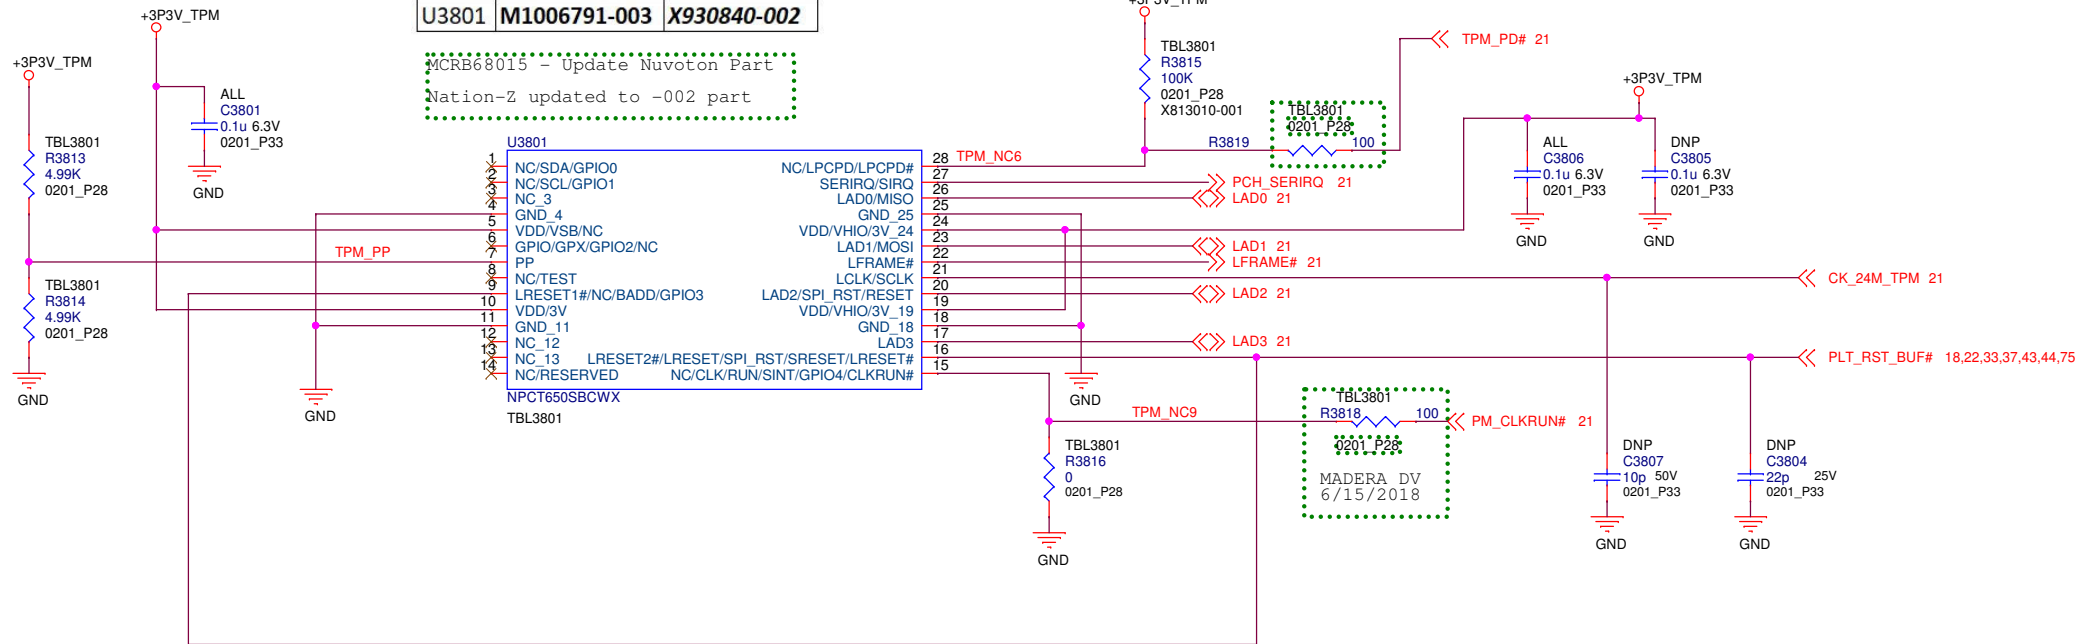 U3801 M1006791-003 X930840-002
MCRB68015 - Update Nuvoton Part
Nation-Z updated to -002 part
+3P3V_TPM
TBL3801
R3813
4.99K
0201_P28
TBL3801
R3814
4.99K
0201_P28
GND
+3P3V_TPM
ALL
C3801
0.1u 6.3V
0201_P33
GND
TPM_PP
GND
U3801
1 NC/SDA/GPIO0
2 NC/SCL/GPIO1
3 NC_3
4 GND_4
5 VDD/VSB/NC
6 GPIO/GPX/GPIO2/NC
7 PP
8 NC/TEST
9 LRESET1#/NC/BADD/GPIO3
10 VDD/3V
11 GND_11
12 NC_12
13 NC_13
14 NC/RESERVED
NC/LPCPD/LPCPD# 28
SERIRQ/SIRQ 27
LAD0/MISO 26
GND_25 25
VDD/VHIO/3V_24 24
LAD1/MOSI 23
LFRAME# 22
LCLK/SCLK 21
LAD2/SPI_RST/RESET 20
VDD/VHIO/3V_19 19
GND_18 18
LAD3 17
LRESET2#/LRESET/SPI_RST/SRESET/LRESET# 16
NC/CLK/RUN/SINT/GPIO4/CLKRUN# 15
NPCT650SBCWX
TBL3801
+3P3V_TPM
TBL3801
R3815
100K
0201_P28
X813010-001
TPM_NC6
TBL3801
0201_P28
R3819 100
TPM_PD# 21
PCH_SERIRQ 21
LAD0 21
LAD1 21
LFRAME# 21
LAD2 21
LAD3 21
GND
+3P3V_TPM
ALL
C3806
0.1u 6.3V
0201_P33
GND
DNP
C3805
0.1u 6.3V
0201_P33
GND
CK_24M_TPM 21
PLT_RST_BUF# 18,22,33,37,43,44,75
TPM_NC9
TBL3801
R3818 100
0201_P28
MADERA DV
6/15/2018
PM_CLKRUN# 21
TBL3801
R3816
0
0201_P28
GND
DNP
C3807
10p 50V
0201_P33
GND
DNP
C3804
22p 25V
0201_P33
GND